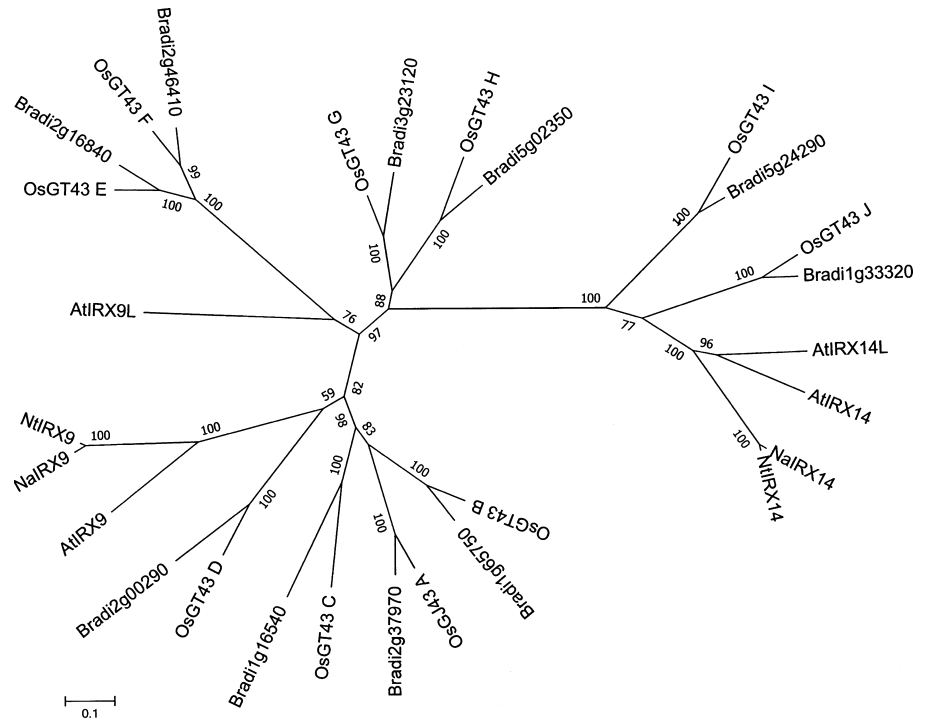 Bradi2g46410
OsGT43 F
Bradi2g16840
OsGT43 E
99
100
100
OsGT43 G
Bradi3g23120
OsGT43 H
Bradi5g02350
100
100
88
OsGT43 I
Bradi5g24290
100
OsGT43 J
Bradi1g33320
100
100
77
AtIRX9L
76
97
96
AtIRX14L
100
AtIRX14
NaIRX14
NtIRX14
100
82
59
98
83
NtIRX9
100
100
NaIRX9
AtIRX9
100
Bradi2g00290
OsGT43 D
100
Bradi1g16540
OsGT43 C
100
Bradi2g37970
OsGJ43 A
100
OsGT43 B
Bradi1g65750
0.1